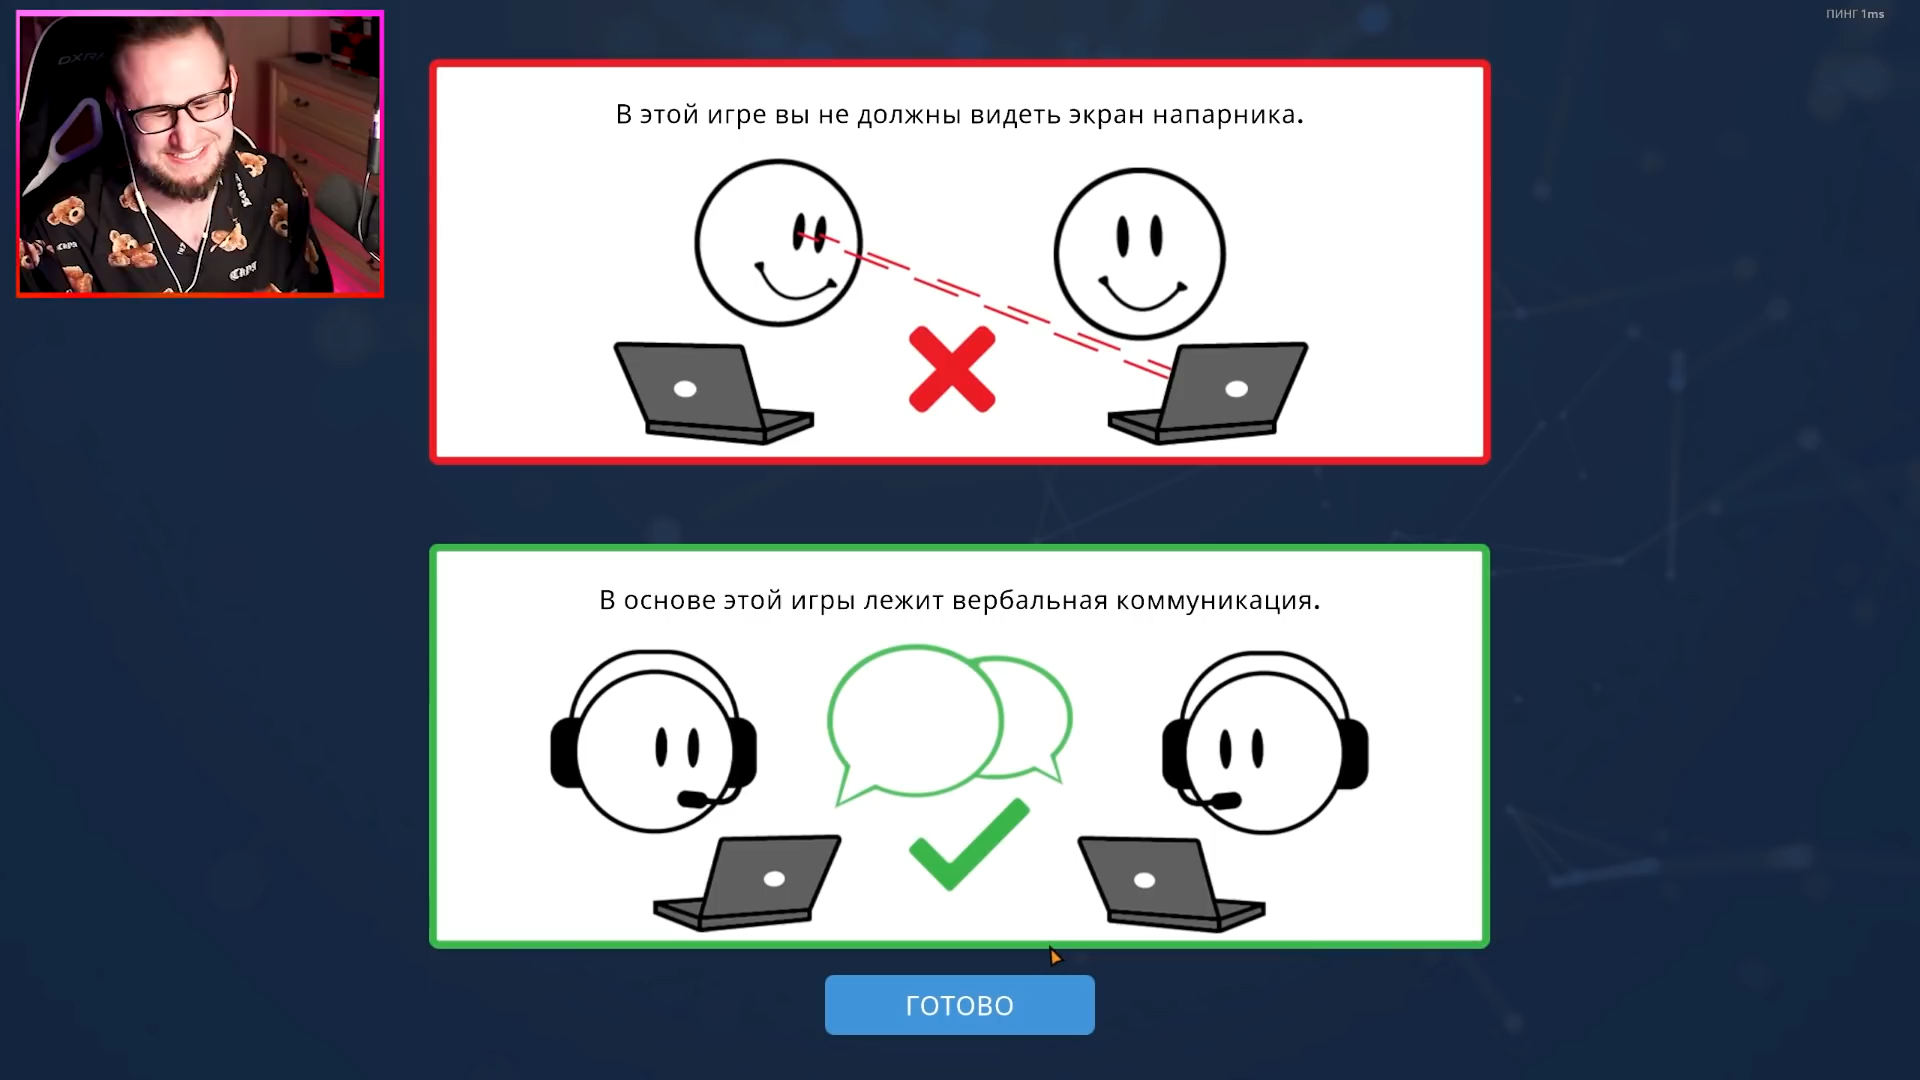 ПИНГ 1ms
В этой игре вы не должны видеть экран напарника.
В основе этой игры лежит вербальная коммуникация.
ГОТОВО